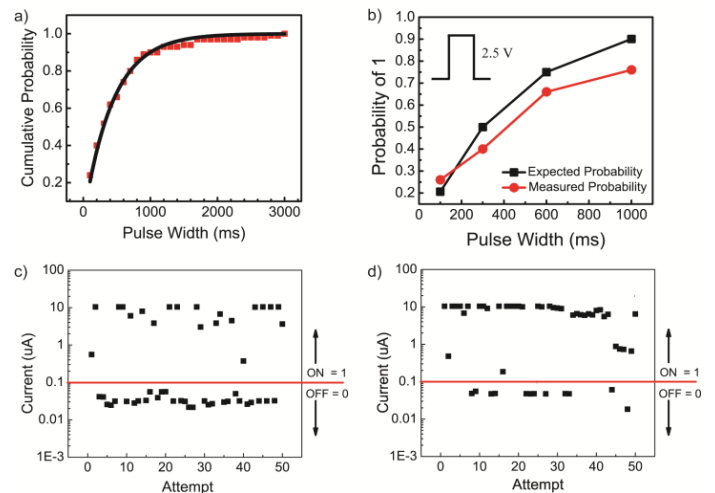 a)
Cumulative Probability
1.0
0.8
0.6
0.4
0.2
0
1000
2000
3000
Pulse Width (ms)
b)
Probability of 1
1.0
0.9
0.8
0.7
0.6
0.5
0.4
0.3
0.2
2.5 V
Expected Probability
Measured Probability
0
200
400
600
800
1000
Pulse Width (ms)
c)
Current (uA)
100
10
1
0.1
0.01
1E-3
ON = 1
OFF = 0
0
10
20
30
40
50
Attempt
d)
Current (uA)
100
10
1
0.1
0.01
1E-3
ON = 1
OFF = 0
0
10
20
30
40
50
Attempt